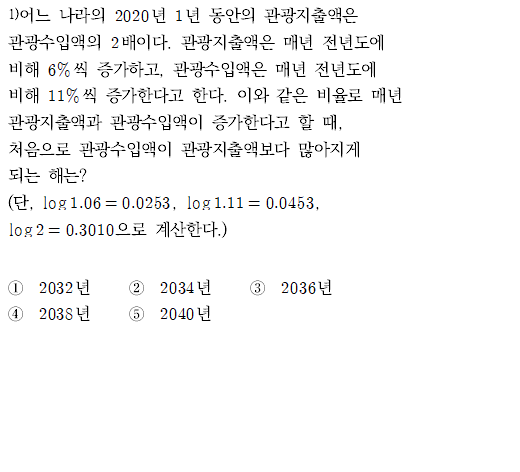 1)어느 나라의 2020년 1년 동안의 관광지출액은
관광수입액의 2배이다. 관광지출액은 매년 전년도에
비해 6%씩 증가하고, 관광수입액은 매년 전년도에
비해 11%씩 증가한다고 한다. 이와 같은 비율로 매년
관광지출액과 관광수입액이 증가한다고 할 때,
처음으로 관광수입액이 관광지출액보다 많아지게
되는 해는?
(단, log1.06=0.0253, log1.11=0.0453,
log2=0.3010으로 계산한다.)
① 2032년 ② 2034년 ③ 2036년
④ 2038년 ⑤ 2040년